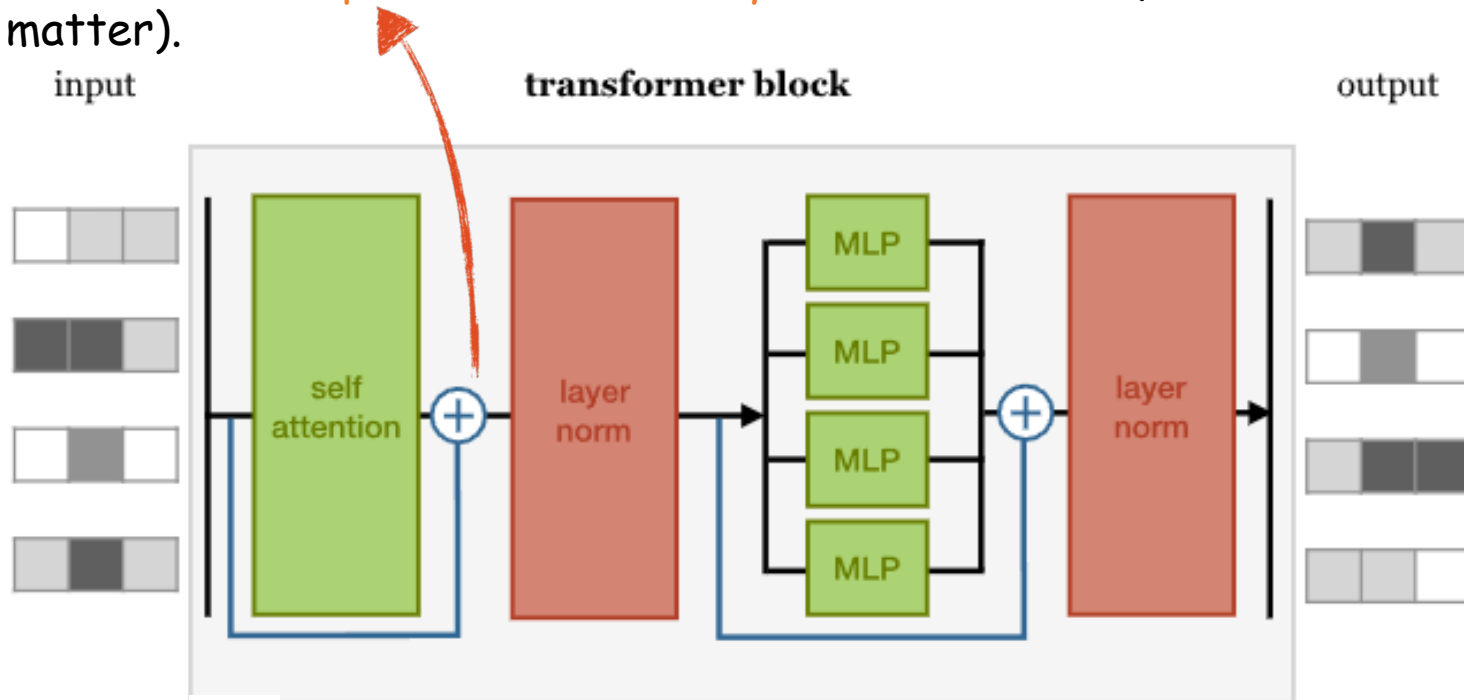 matter).
input
transformer block
output
self
attention
layer
norm
MLP
MLP
MLP
MLP
layer
norm